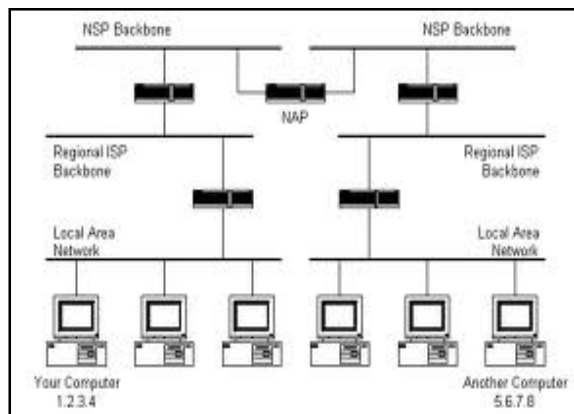 NSP Backbone
NSP Backbone
NAP
Regional ISP
Backbone
Regional ISP
Backbone
Local Area
Network
Local Area
Network
Your Computer
1.2.3.4
Another Computer
5.6.7.8